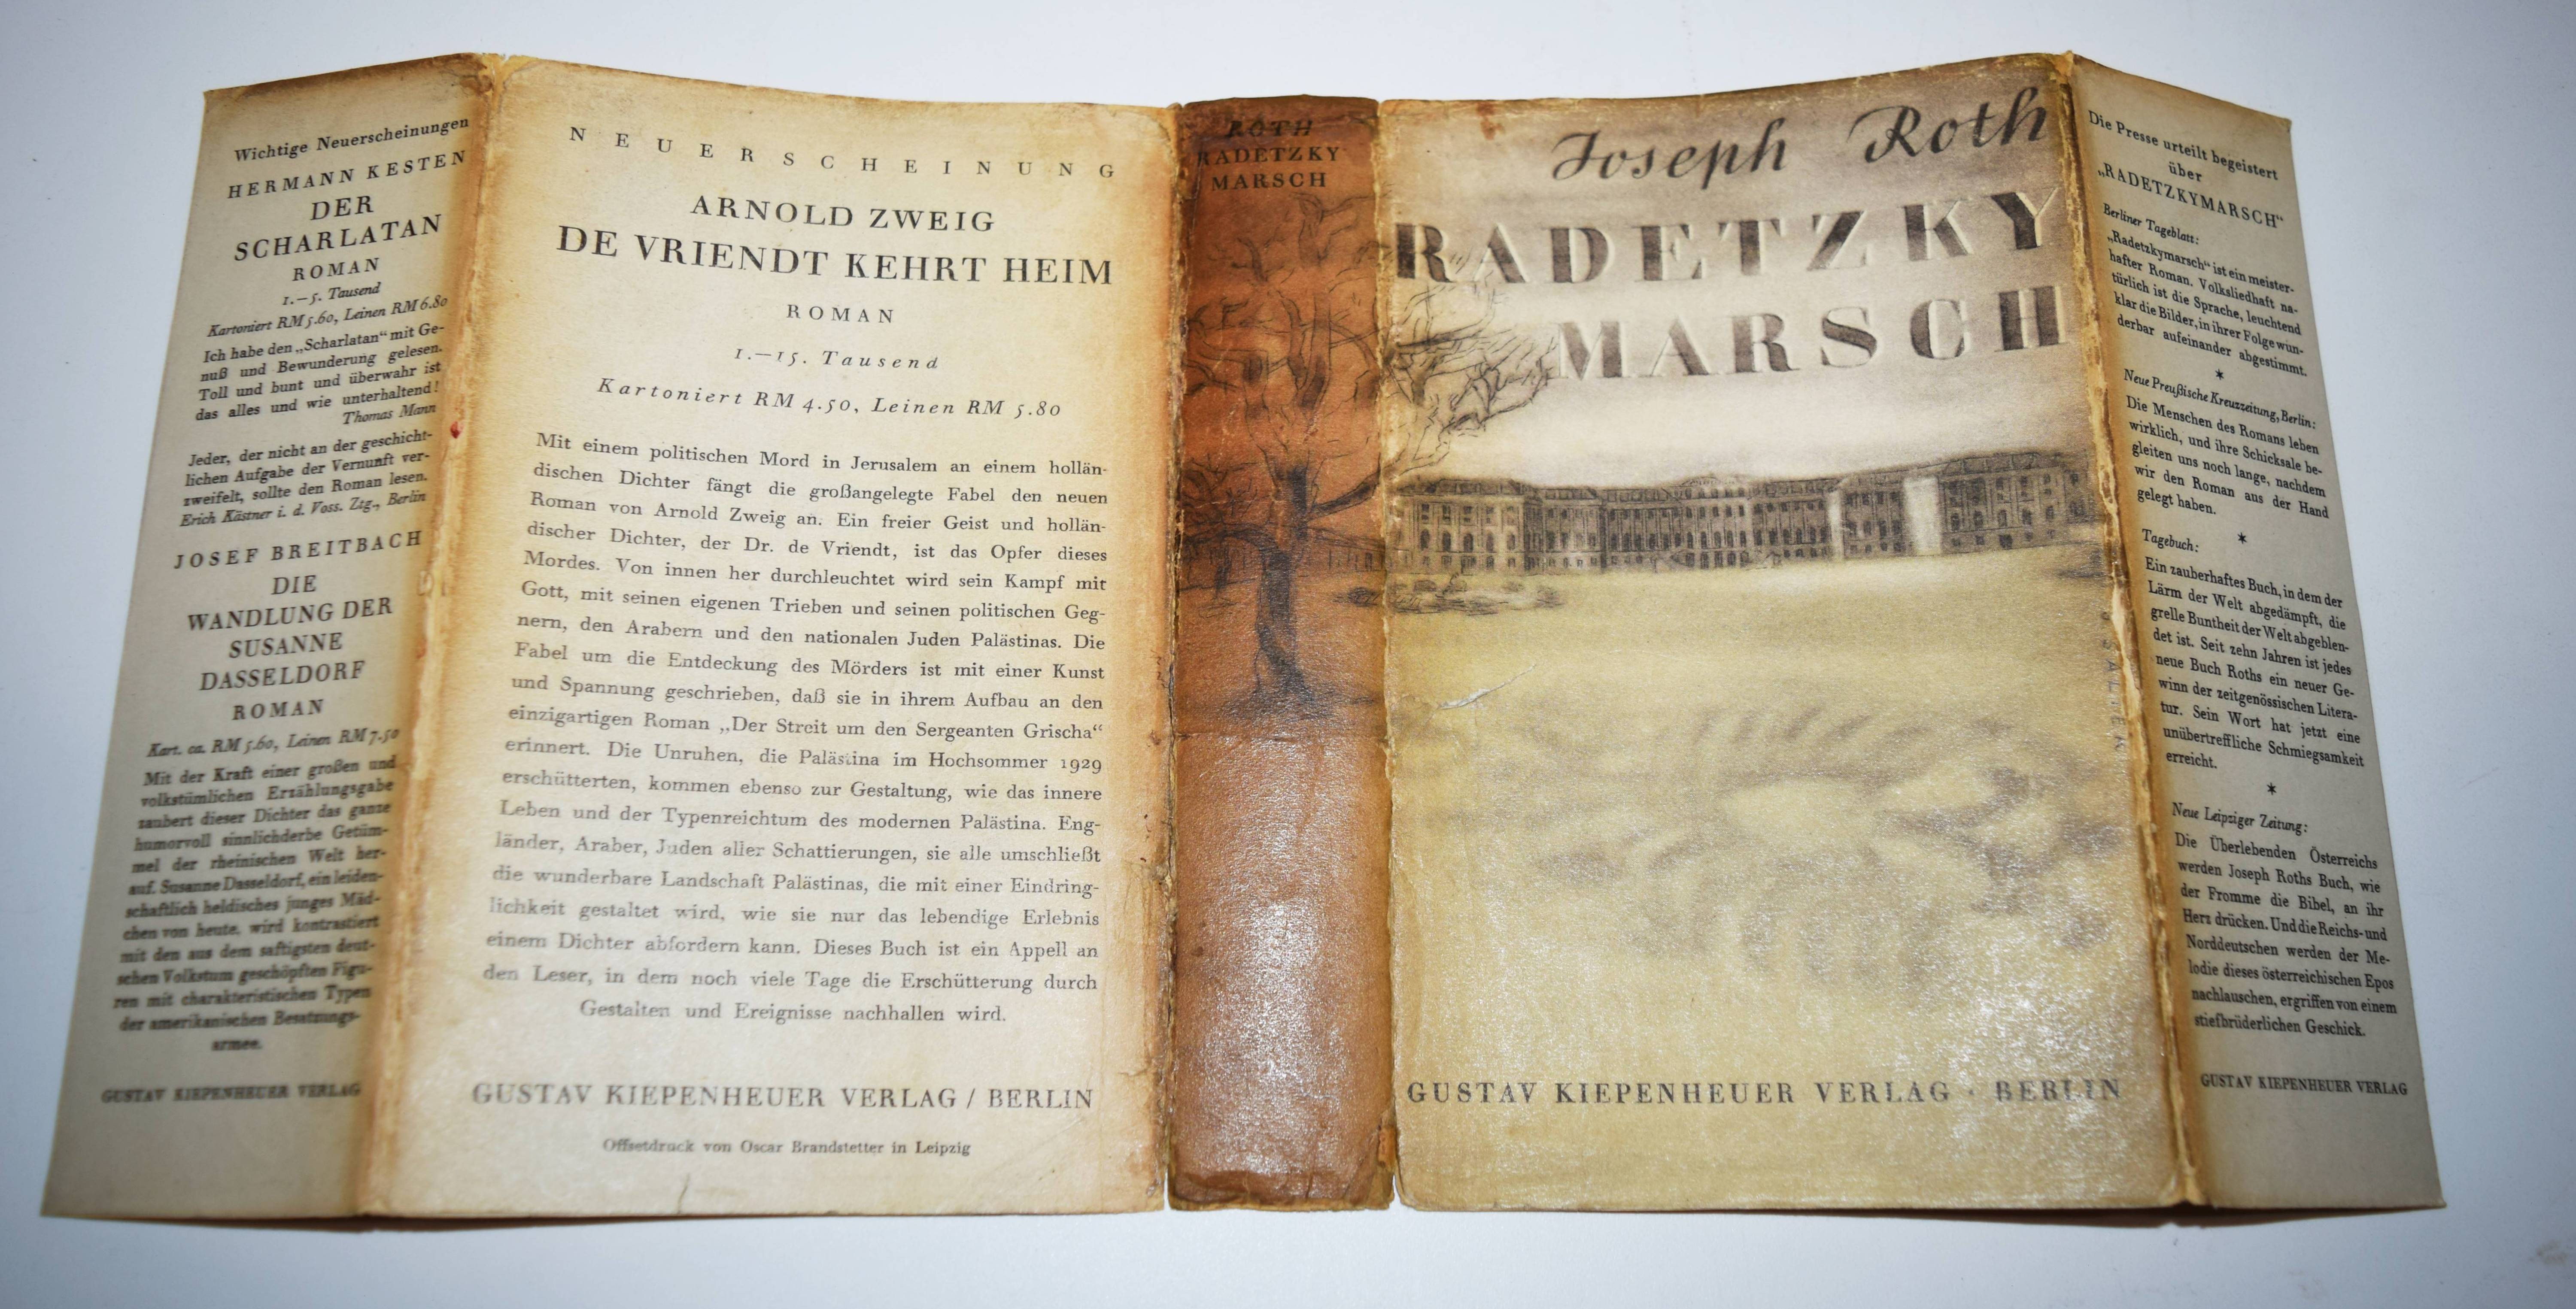 Wichtige Neuerscheinungen
HERMANN KESTEN
DER
SCHARLATAN
ROMAN
1.–5. Tausend
Kartoniert RM 5.60, Leinen RM 6.80
Ich habe den „Scharlatan“ mit Ge-
nuß und Bewunderung gelesen.
Toll und bunt und überwahr ist
das alles und wie unterhaltend!
Thomas Mann
Jeder, der nicht an der geschicht-
lichen Aufgabe der Vernunft ver-
zweifelt, sollte den Roman lesen.
Erich Kästner i. d. Voss. Ztg., Berlin
JOSEF BREITBACH
DIE
WANDLUNG DER
SUSANNE
DASSELDORF
ROMAN
Kart. ca. RM 5.60, Leinen RM 7.50
Mit der Kraft einer großen und
volkstümlichen Erzählungsgabe
zaubert dieser Dichter das ganze
humorvoll sinnlichderbe Getüm-
mel der rheinischen Welt her-
auf. Susanne Dasseldorf, ein leiden-
schaftlich heldisches junges Mäd-
chen von heute, wird kontrastiert
mit den aus dem saftigsten deut-
schen Volkstum geschöpften Figu-
ren mit charakteristischen Typen
der amerikanischen Besatzungs-
armee.
GUSTAV KIEPENHEUER VERLAG
NEUERSCHEINUNG
ARNOLD ZWEIG
DE VRIENDT KEHRT HEIM
ROMAN
1.–15. Tausend
Kartoniert RM 4.50, Leinen RM 5.80
Mit einem politischen Mord in Jerusalem an einem hollän-
dischen Dichter fängt die großangelegte Fabel den neuen
Roman von Arnold Zweig an. Ein freier Geist und hollän-
discher Dichter, der Dr. de Vriendt, ist das Opfer dieses
Mordes. Von innen her durchleuchtet wird sein Kampf mit
Gott, mit seinen eigenen Trieben und seinen politischen Geg-
nern, den Arabern und den nationalen Juden Palästinas. Die
Fabel um die Entdeckung des Mörders ist mit einer Kunst
und Spannung geschrieben, daß sie in ihrem Aufbau an den
einzigartigen Roman „Der Streit um den Sergeanten Grischa“
erinnert. Die Unruhen, die Palästina im Hochsommer 1929
erschütterten, kommen ebenso zur Gestaltung, wie das innere
Leben und der Typenreichtum des modernen Palästina. Eng-
länder, Araber, Juden aller Schattierungen, sie alle umschließt
die wunderbare Landschaft Palästinas, die mit einer Eindring-
lichkeit gestaltet wird, wie sie nur das lebendige Erlebnis
einem Dichter abfordern kann. Dieses Buch ist ein Appell an
den Leser, in dem noch viele Tage die Erschütterung durch
Gestalten und Ereignisse nachhallen wird.
GUSTAV KIEPENHEUER VERLAG / BERLIN
Offsetdruck von Oscar Brandstetter in Leipzig
ROTH
RADETZKY
MARSCH
Joseph Roth
RADETZKY
MARSCH
GUSTAV KIEPENHEUER VERLAG · BERLIN
Die Presse urteilt begeistert
über
„RADETZKYMARSCH“
Berliner Tageblatt:
„Radetzkymarsch“ ist ein meister-
hafter Roman. Volksliedhaft na-
türlich ist die Sprache, leuchtend
klar die Bilder, in ihrer Folge wun-
derbar aufeinander abgestimmt.
*
Neue Preußische Kreuzzeitung, Berlin:
Die Menschen des Romans leben
wirklich, und ihre Schicksale be-
gleiten uns noch lange, nachdem
wir den Roman aus der Hand
gelegt haben.
*
Tagebuch:
Ein zauberhaftes Buch, in dem der
Lärm der Welt abgedämpft, die
grelle Buntheit der Welt abgeblen-
det ist. Seit zehn Jahren ist jedes
neue Buch Roths ein neuer Ge-
winn der zeitgenössischen Litera-
tur. Sein Wort hat jetzt eine
unübertreffliche Schmiegsamkeit
erreicht.
*
Neue Leipziger Zeitung:
Die Überlebenden Österreichs
werden Joseph Roths Buch, wie
der Fromme die Bibel, an ihr
Herz drücken. Und die Reichs- und
Norddeutschen werden der Me-
lodie dieses österreichischen Epos
nachlauschen, ergriffen von einem
stiefbrüderlichen Geschick.
GUSTAV KIEPENHEUER VERLAG